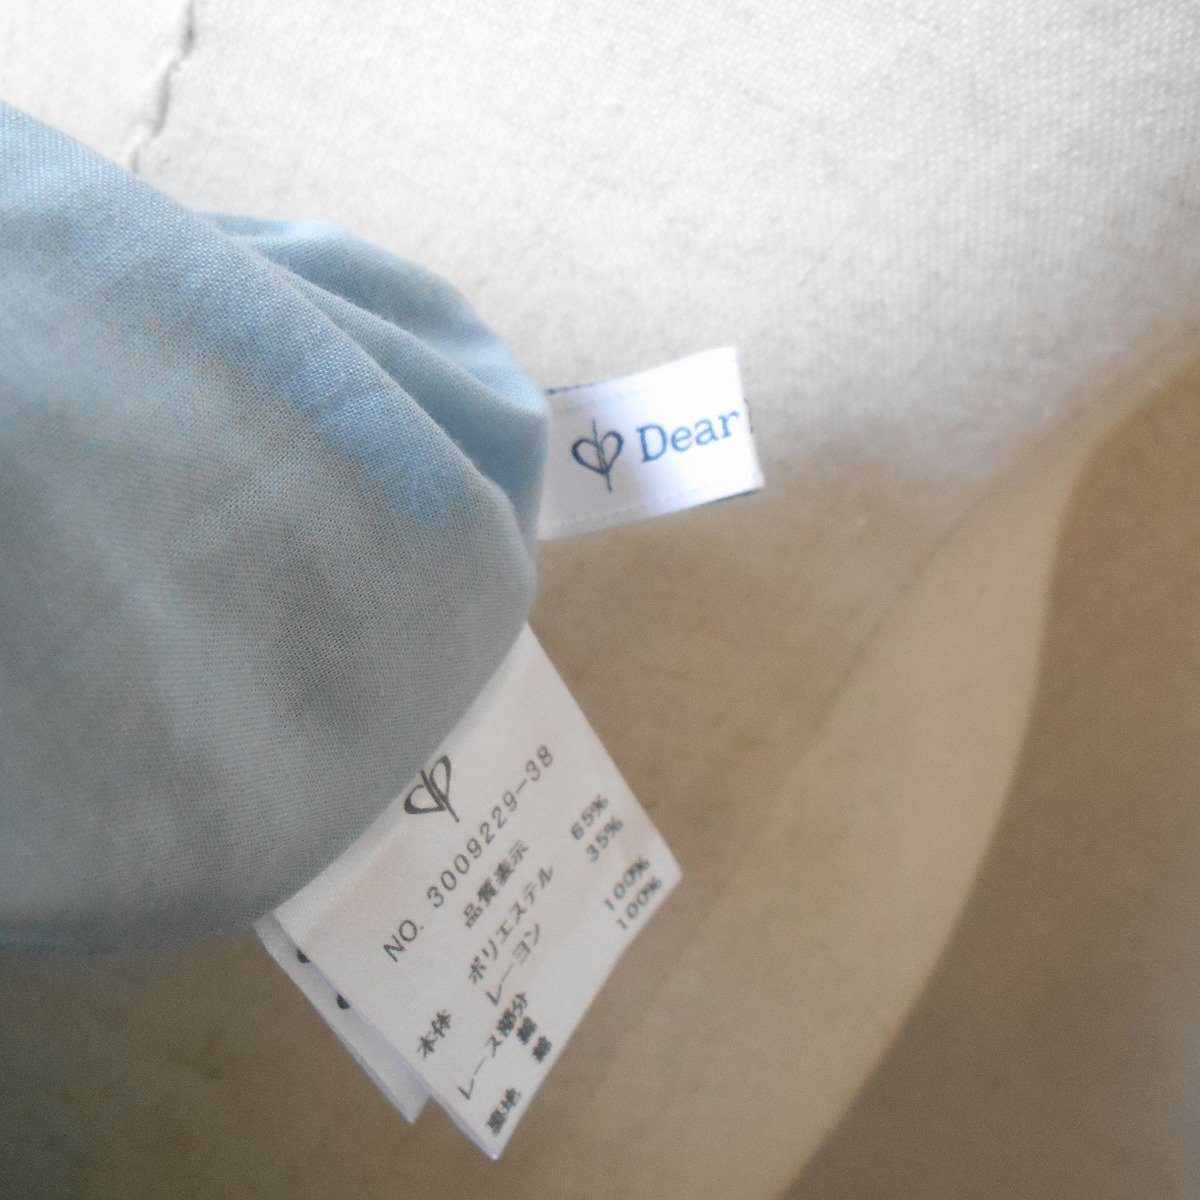 Dear
NO. 3009229-38
品質表示
本体 ポリエステル 65%
レーヨン 35%
レース部分 綿 100%
裏地 綿 100%